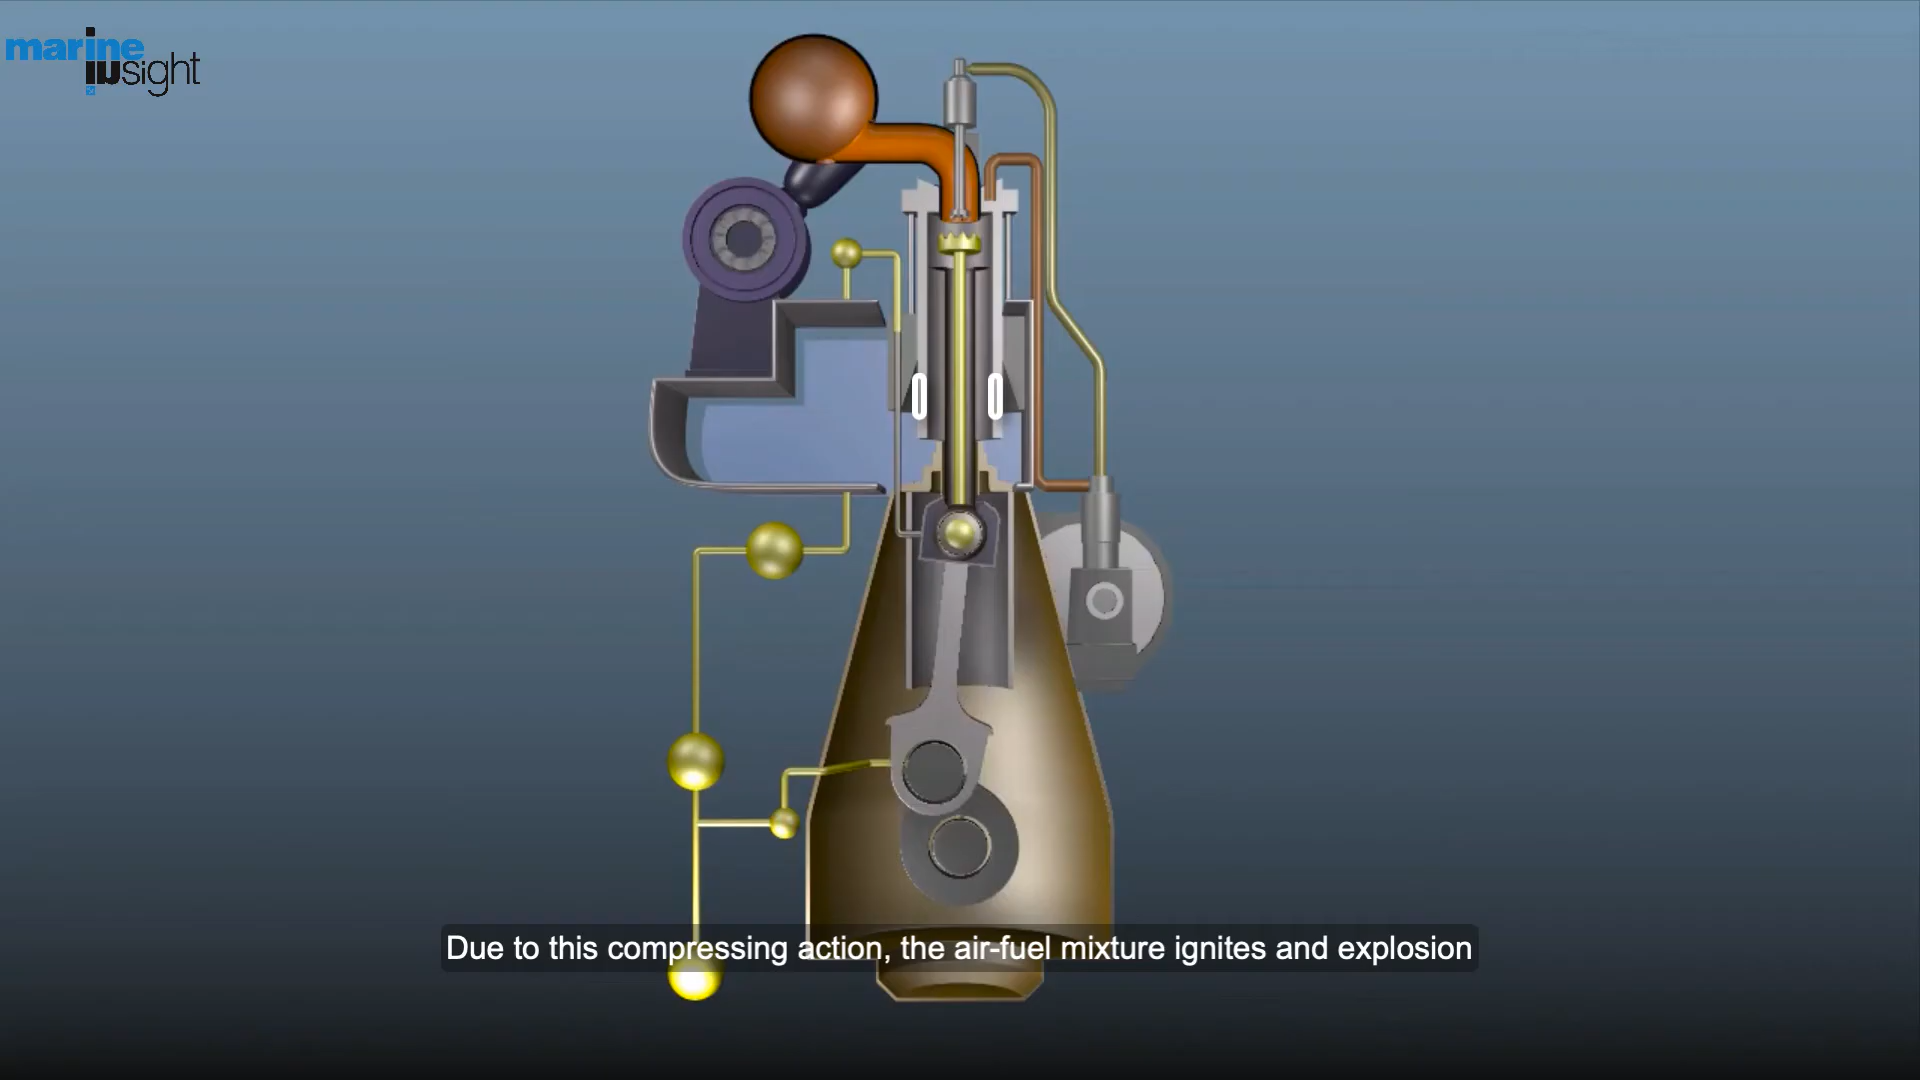 marine
insight
Due to this compressing action, the air-fuel mixture ignites and explosion